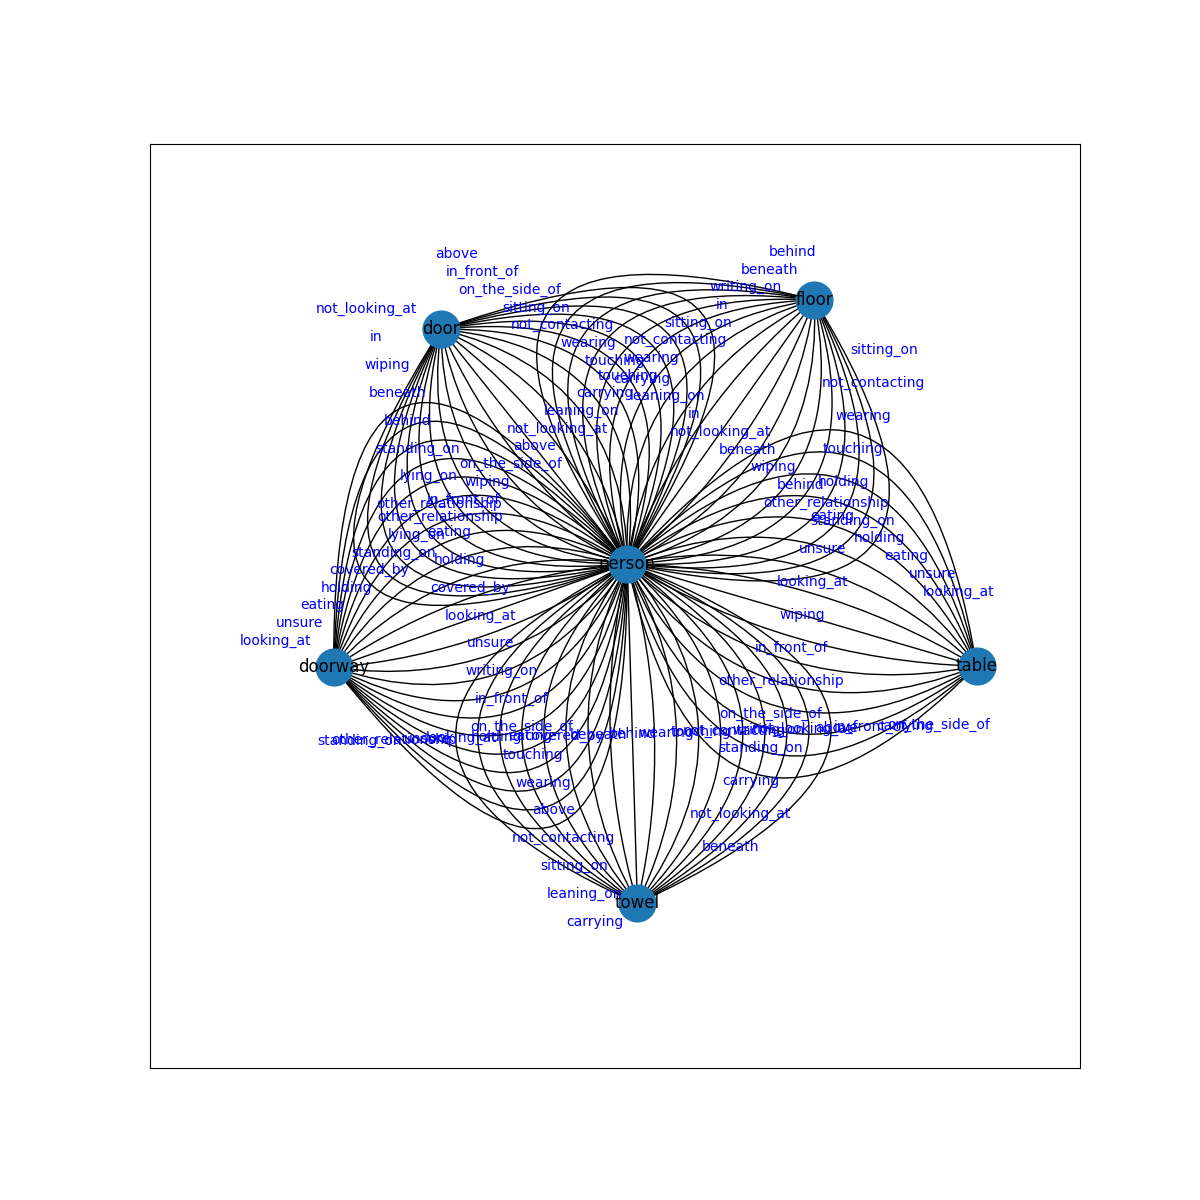 behind
above
beneath
in_front_of
writing_on
on_the_side_of
floor
in
not_looking_at
sitting_on
sitting_on
door
not_contacting
in
not_contacting
sitting_on
wearing
wearing
touching
wiping
touching
carrying
not_contacting
beneath
carrying
leaning_on
leaning_on
in
wearing
behind
not_looking_at
not_looking_at
above
beneath
touching
standing_on
on_the_side_of
wiping
lying_on
wiping
behind
holding
in_front_of
other_relationship
other_relationship
other_relationship
eating
standing_on
lying_on
eating
holding
standing_on
unsure
eating
holding
person
covered_by
unsure
looking_at
holding
covered_by
looking_at
eating
looking_at
wiping
unsure
looking_at
unsure
in_front_of
doorway
table
writing_on
other_relationship
in_front_of
on_the_side_of
on_the_side_of
on_the_side_of
standing_on
beneath
behind
wearing
standing_on
touching
carrying
wearing
above
not_looking_at
not_contacting
beneath
sitting_on
leaning_on
towel
carrying